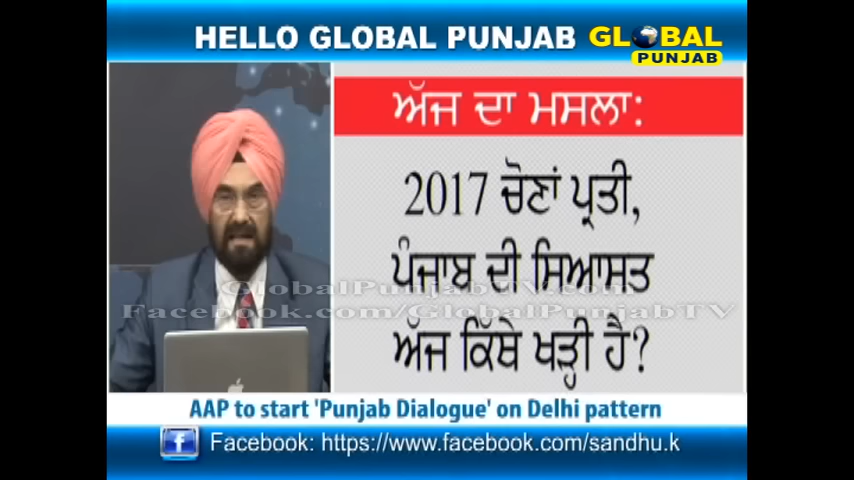 HELLO GLOBAL PUNJAB GLOBAL
PUNJAB
ਅੱਜ ਦਾ ਮਸਲਾ:
2017 ਚੋਣਾਂ ਪ੍ਰਤੀ,
ਪੰਜਾਬ ਦੀ ਸਿਆਸਤ
ਅੱਜ ਕਿੱਥੇ ਖੜ੍ਹੀ ਹੈ?
GlobalPunjabTV.com
Facebook.com/GlobalPunjabTV
AAP to start 'Punjab Dialogue' on Delhi pattern
Facebook: https://www.facebook.com/sandhu.k